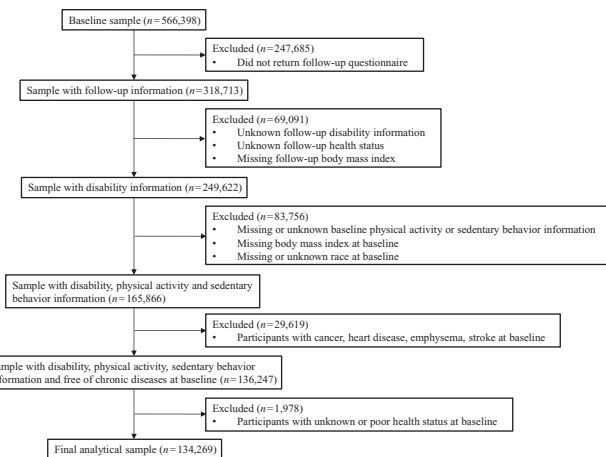 Baseline sample (n=566,398)
Excluded (n=247,685)
• Did not return follow-up questionnaire
Sample with follow-up information (n=318,713)
Excluded (n=69,091)
• Unknown follow-up disability information
• Unknown follow-up health status
• Missing follow-up body mass index
Sample with disability information (n=249,622)
Excluded (n=83,756)
• Missing or unknown baseline physical activity or sedentary behavior information
• Missing body mass index at baseline
• Missing or unknown race at baseline
Sample with disability, physical activity and sedentary
behavior information (n=165,866)
Excluded (n=29,619)
• Participants with cancer, heart disease, emphysema, stroke at baseline
ample with disability, physical activity, sedentary behavior
formation and free of chronic diseases at baseline (n=136,247)
Excluded (n=1,978)
• Participants with unknown or poor health status at baseline
Final analytical sample (n=134,269)